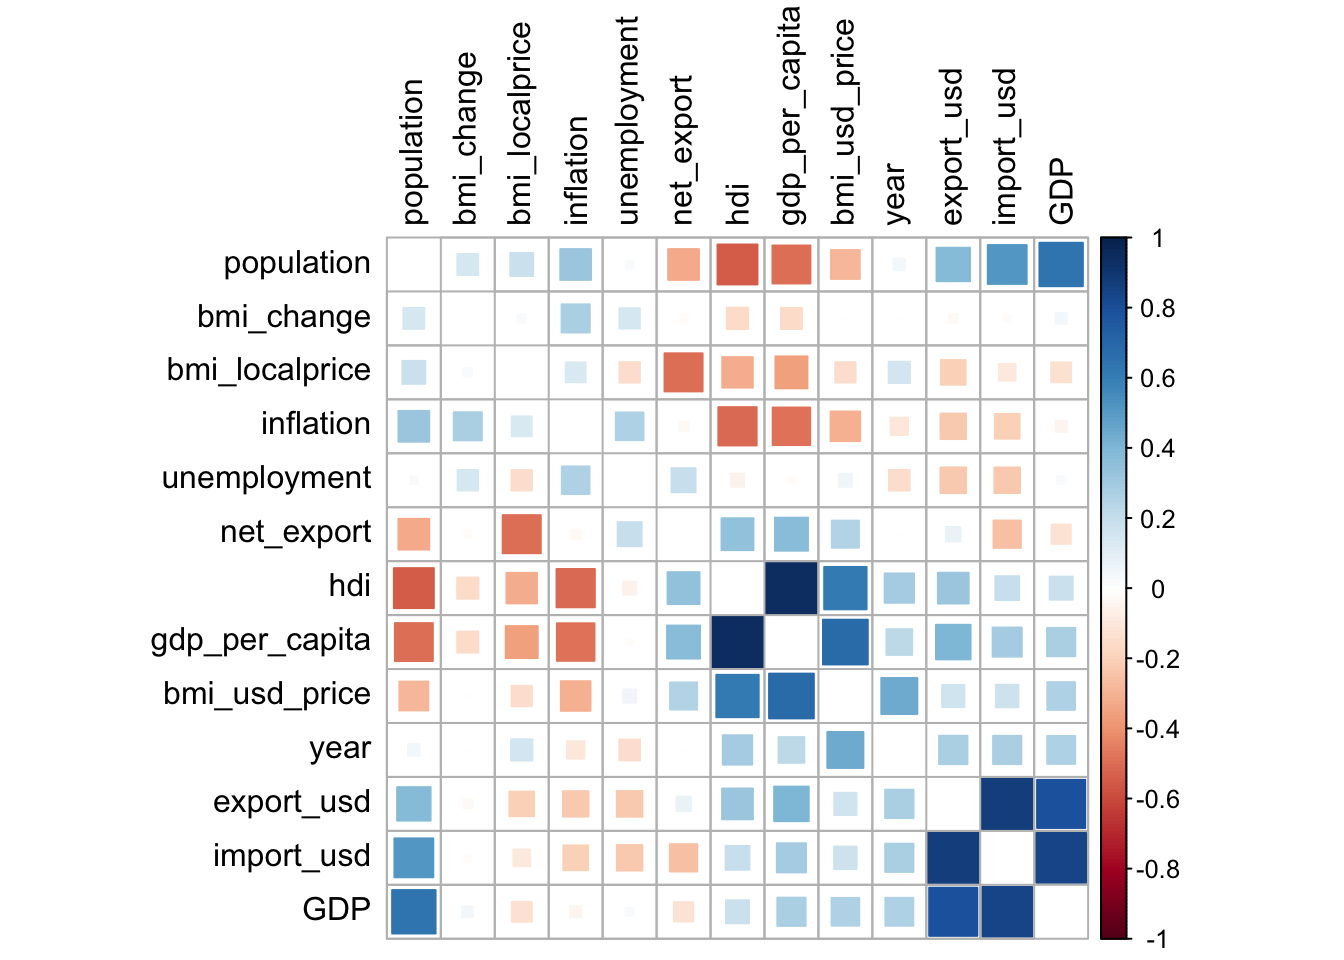 population
bmi_change
bmi_localprice
inflation
unemployment
net_export
hdi
gdp_per_capita
bmi_usd_price
year
export_usd
import_usd
GDP
population
bmi_change
bmi_localprice
inflation
unemployment
net_export
hdi
gdp_per_capita
bmi_usd_price
year
export_usd
import_usd
GDP
1
0.8
0.6
0.4
0.2
0
-0.2
-0.4
-0.6
-0.8
-1